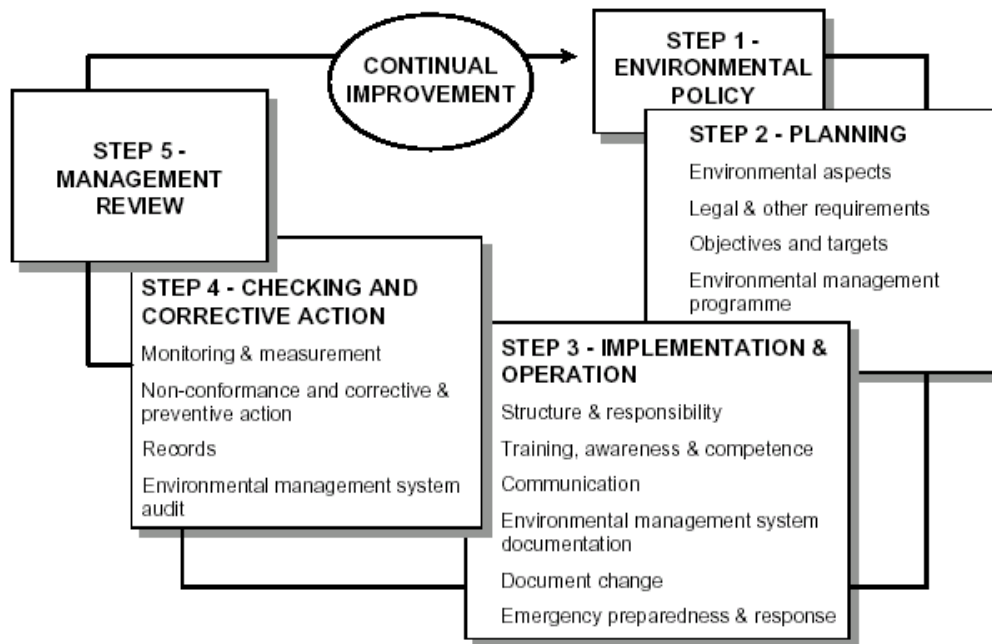 CONTINUAL
IMPROVEMENT
STEP 1 -
ENVIRONMENTAL
POLICY
STEP 2 - PLANNING
Environmental aspects
Legal & other requirements
Objectives and targets
Environmental management
programme
STEP 3 - IMPLEMENTATION &
OPERATION
Structure & responsibility
Training, awareness & competence
Communication
Environmental management system
documentation
Document change
Emergency preparedness & response
STEP 4 - CHECKING AND
CORRECTIVE ACTION
Monitoring & measurement
Non-conformance and corrective &
preventive action
Records
Environmental management system
audit
STEP 5 -
MANAGEMENT
REVIEW